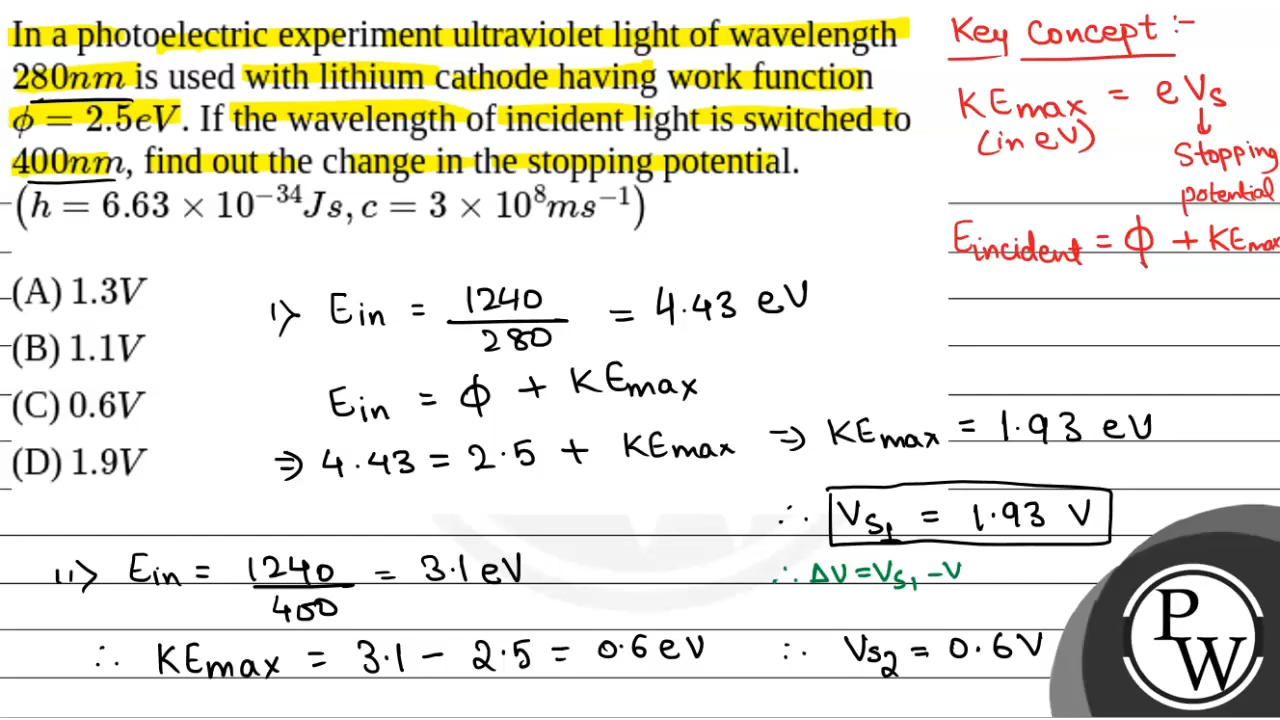 In a photoelectric experiment ultraviolet light of wavelength
280nm is used with lithium cathode having work function
ϕ = 2.5eV. If the wavelength of incident light is switched to
400nm, find out the change in the stopping potential.
(h = 6.63 × 10⁻³⁴Js, c = 3 × 10⁸ms⁻¹)
(A) 1.3V
(B) 1.1V
(C) 0.6V
(D) 1.9V
Key Concept :-
KEmax = eVs
(in eV)
↓
Stopping
potential
Eincident = ϕ + KEmax
i) Ein = 1240/280 = 4.43 eV
Ein = ϕ + KEmax
⇒ 4.43 = 2.5 + KEmax ⇒ KEmax = 1.93 eV
∴ Vs₁ = 1.93 V
ii) Ein = 1240/400 = 3.1 eV
∴ ΔV = Vs₁ - V
∴ KEmax = 3.1 - 2.5 = 0.6 eV ∴ Vs₂ = 0.6V
PW